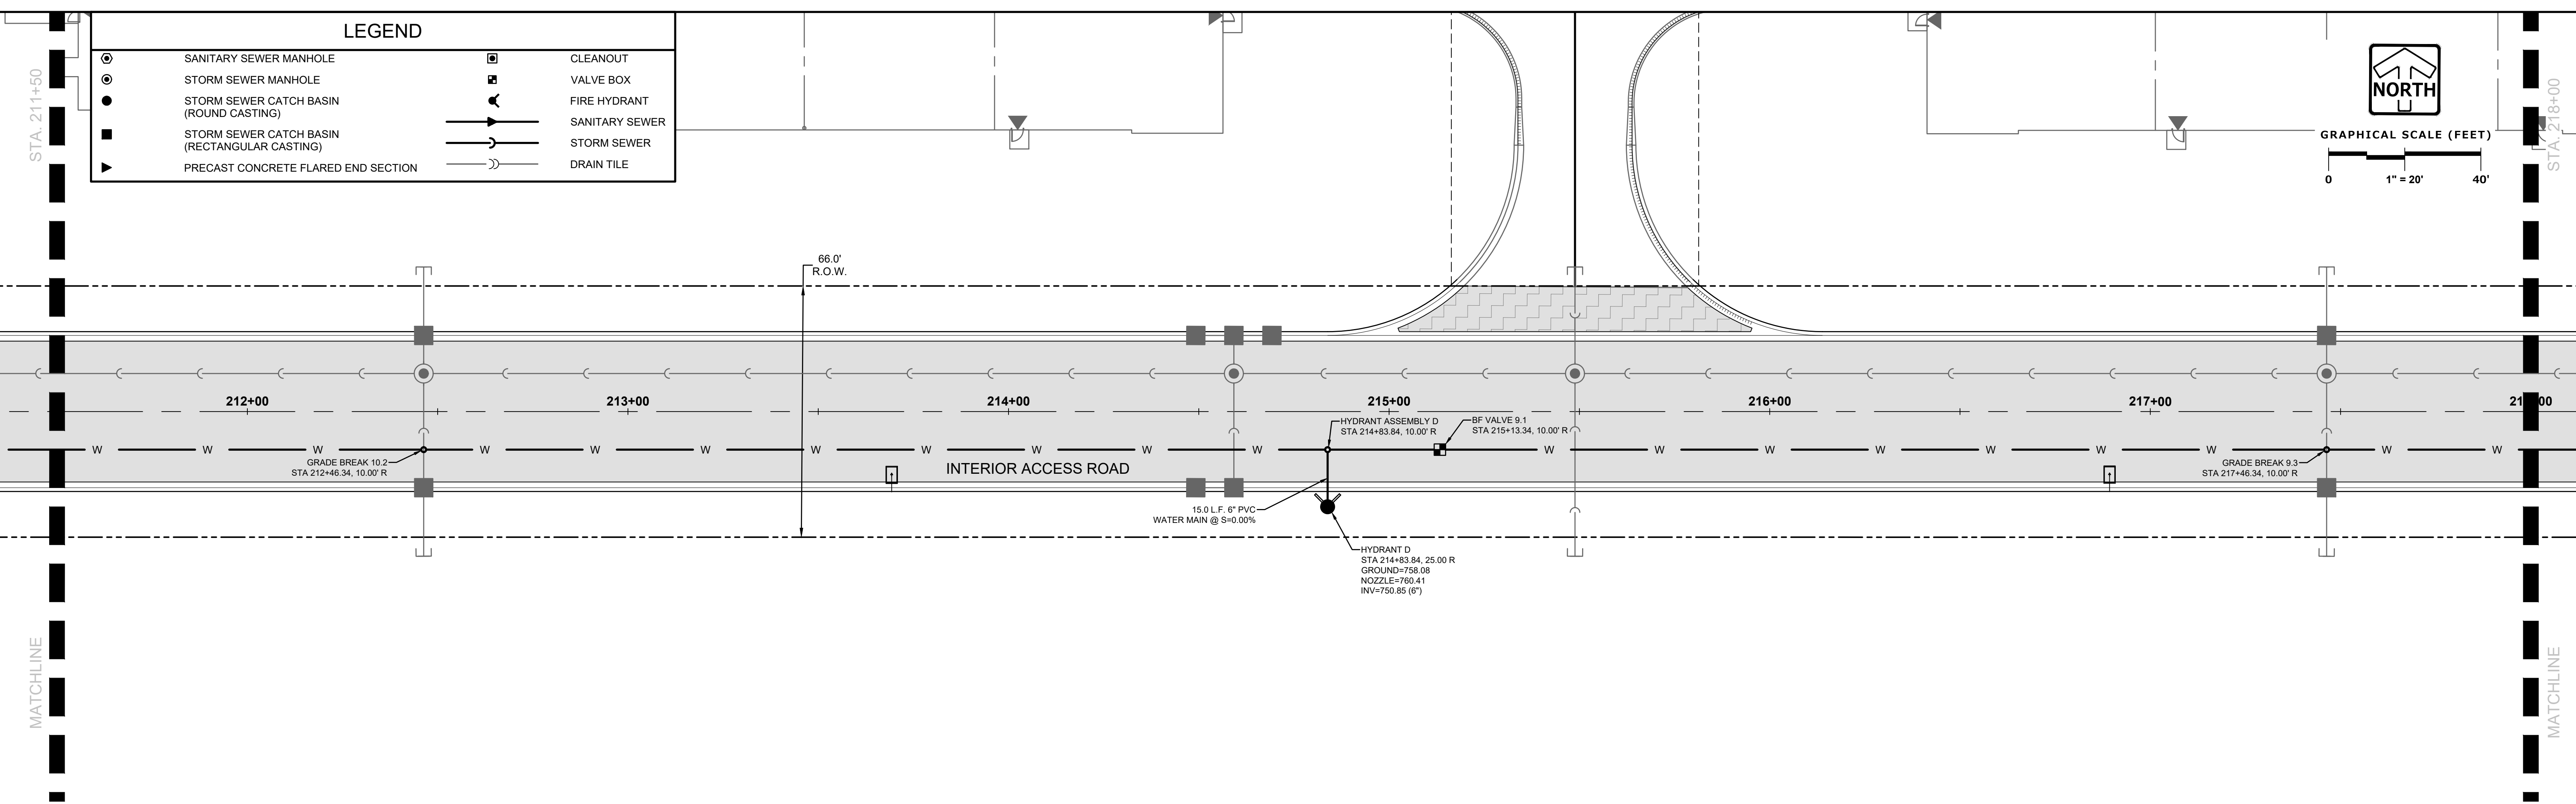 LEGEND
SANITARY SEWER MANHOLE
STORM SEWER MANHOLE
STORM SEWER CATCH BASIN
(ROUND CASTING)
STORM SEWER CATCH BASIN
(RECTANGULAR CASTING)
PRECAST CONCRETE FLARED END SECTION
CLEANOUT
VALVE BOX
FIRE HYDRANT
SANITARY SEWER
STORM SEWER
DRAIN TILE
STA. 211+50
MATCHLINE
NORTH
GRAPHICAL SCALE (FEET)
0 1" = 20' 40'
STA. 218+00
MATCHLINE
66.0'
R.O.W.
212+00 213+00 214+00 215+00 216+00 217+00
HYDRANT ASSEMBLY D
STA 214+83.84, 10.00' R
BF VALVE 9.1
STA 215+13.34, 10.00' R
W W W W W W W W W W W W W W W W W W W W W W
GRADE BREAK 10.2
STA 212+46.34, 10.00' R
INTERIOR ACCESS ROAD
GRADE BREAK 9.3
STA 217+46.34, 10.00' R
15.0 L.F. 6" PVC
WATER MAIN @ S=0.00%
HYDRANT D
STA 214+83.84, 25.00 R
GROUND=758.08
NOZZLE=760.41
INV=750.85 (6")